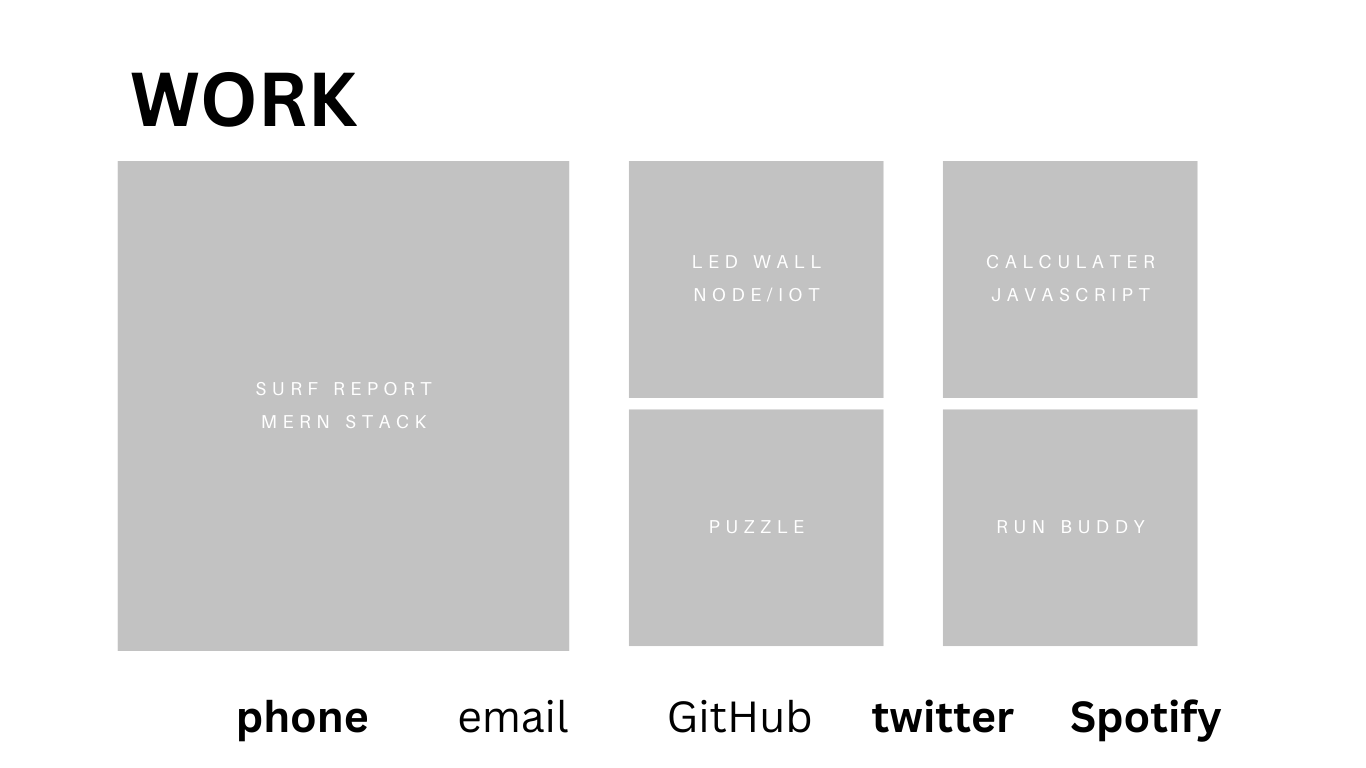 WORK
SURF REPORT
MERN STACK
LED WALL
NODE/IOT
CALCULATER
JAVASCRIPT
PUZZLE
RUN BUDDY
phone email GitHub twitter Spotify